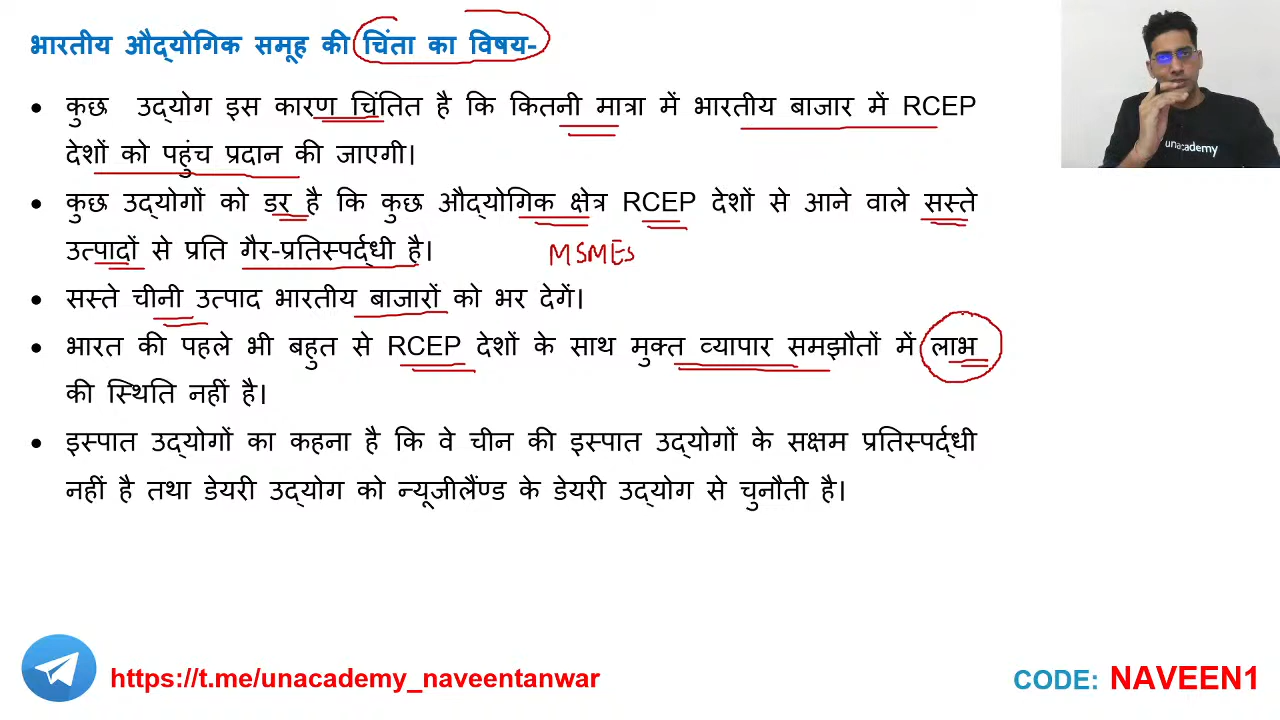 भारतीय औद्योगिक समूह की चिंता का विषय-
• कुछ उद्योग इस कारण चिंतित है कि कितनी मात्रा में भारतीय बाजार में RCEP
देशों को पहुंच प्रदान की जाएगी।
• कुछ उद्योगों को डर है कि कुछ औद्योगिक क्षेत्र RCEP देशों से आने वाले सस्ते
उत्पादों से प्रति गैर-प्रतिस्पर्द्धी है।
MSMEs
• सस्ते चीनी उत्पाद भारतीय बाजारों को भर देगें।
• भारत की पहले भी बहुत से RCEP देशों के साथ मुक्त व्यापार समझौतों में लाभ
की स्थिति नहीं है।
• इस्पात उद्योगों का कहना है कि वे चीन की इस्पात उद्योगों के सक्षम प्रतिस्पर्द्धी
नहीं है तथा डेयरी उद्योग को न्यूजीलैंण्ड के डेयरी उद्योग से चुनौती है।
unacademy
https://t.me/unacademy_naveentanwar
CODE: NAVEEN1